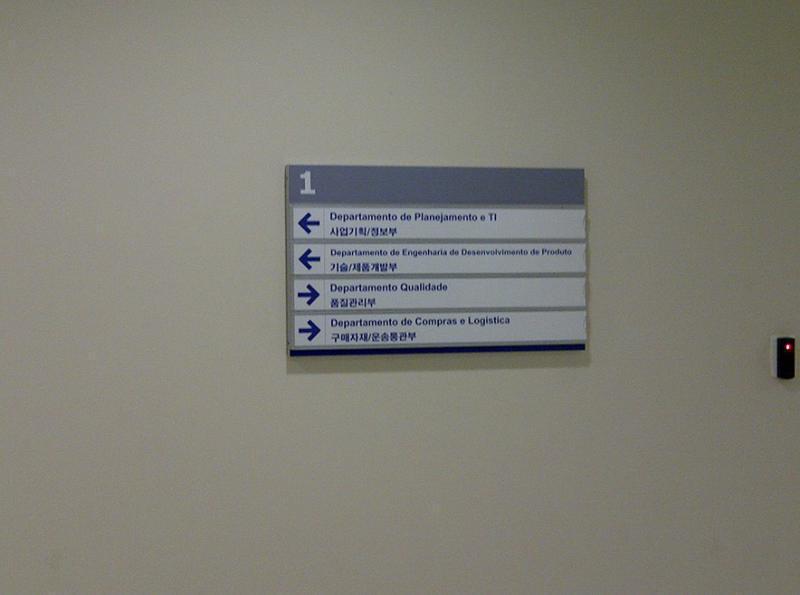 1
Departamento de Planejamento e TI
사업기획/정보부
Departamento de Engenharia de Desenvolvimento de Produto
기술/제품개발부
Departamento Qualidade
품질관리부
Departamento de Compras e Logística
구매자재/운송통관부